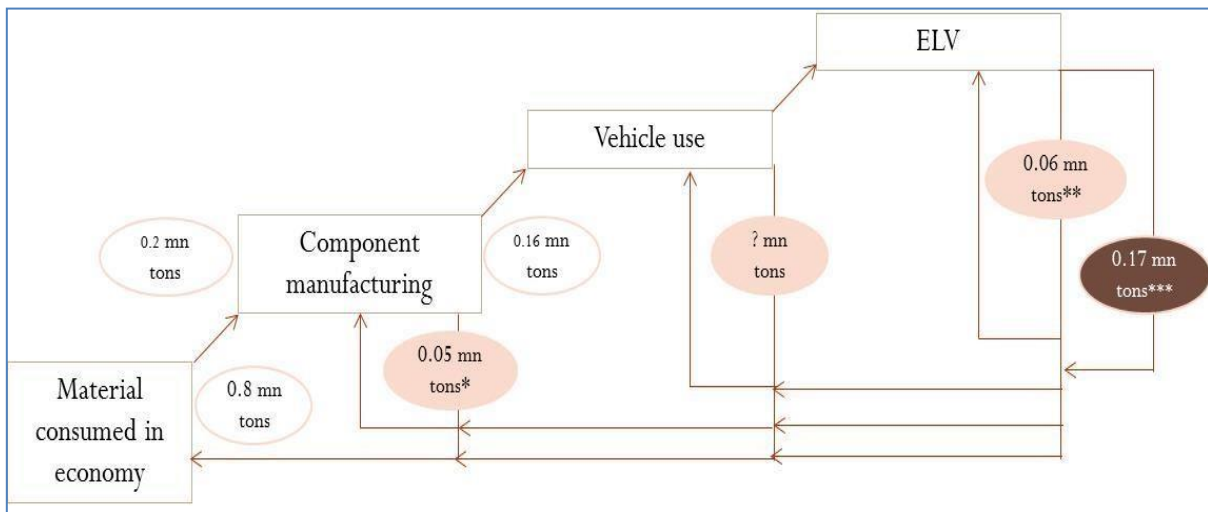 ELV
Vehicle use
0.06 mn
tons**
0.2 mn
tons
Component
manufacturing
0.16 mn
tons
? mn
tons
0.17 mn
tons***
0.05 mn
tons*
Material
consumed in
economy
0.8 mn
tons